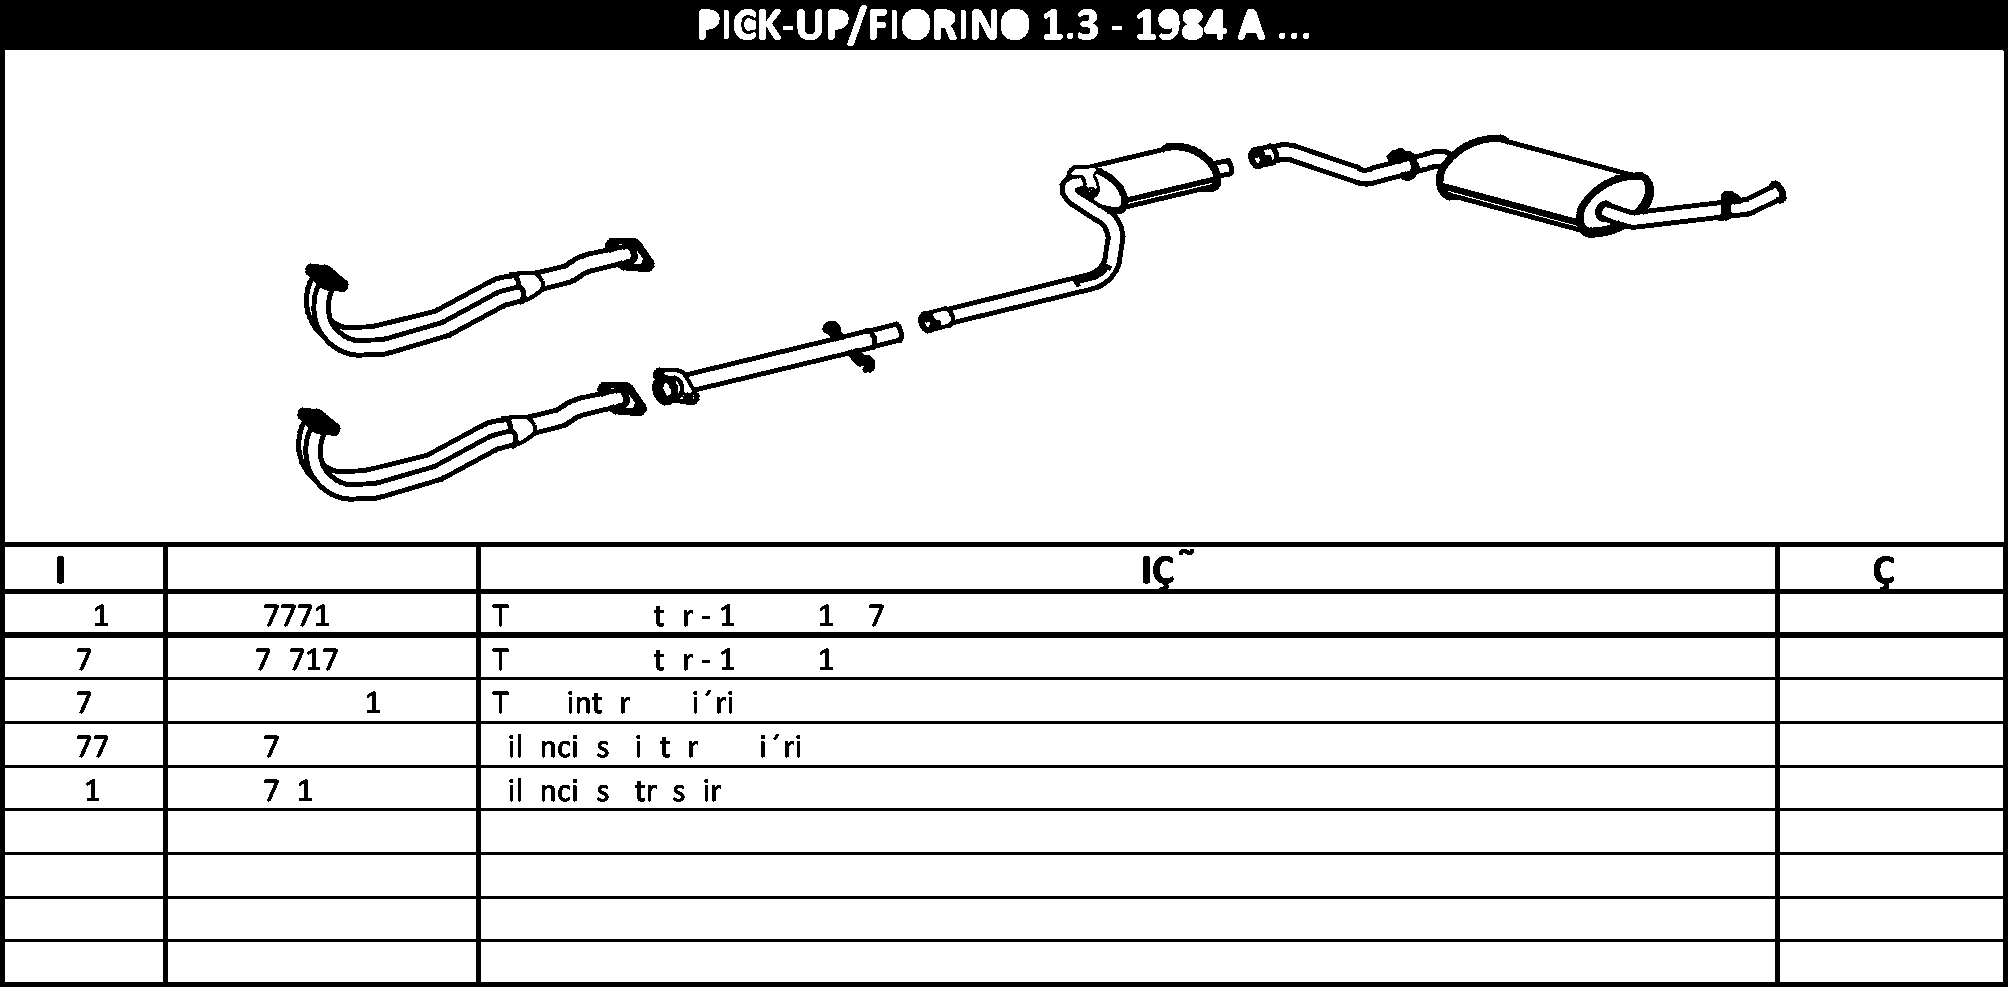 PICK-UP/FIORINO 1.3 - 1984 A ...
I IÇ˜ Ç
1 7771 T t r - 1 1 7
7 7 717 T t r - 1 1
7 1 T int r i´ri
77 7 il nci s i t r i´ri
1 7 1 il nci s tr s ir